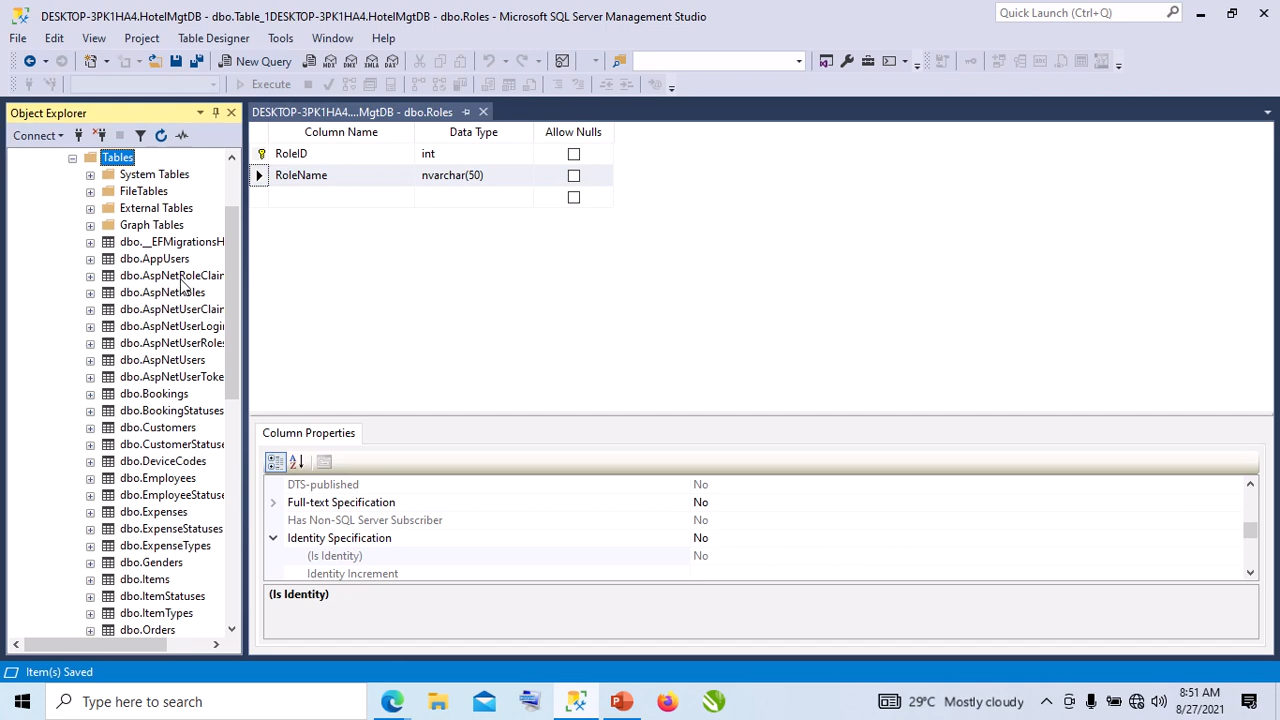 DESKTOP-3PK1HA4.HotelMgtDB - dbo.Table_1DESKTOP-3PK1HA4.HotelMgtDB - dbo.Roles - Microsoft SQL Server Management Studio
Quick Launch (Ctrl+Q)
File Edit View Project Table Designer Tools Window Help
New Query
Execute
Object Explorer
DESKTOP-3PK1HA4....MgtDB - dbo.Roles
Connect
Column Name Data Type Allow Nulls
RoleID int
RoleName nvarchar(50)
Tables
System Tables
FileTables
External Tables
Graph Tables
dbo.__EFMigrationsH
dbo.AppUsers
dbo.AspNetRoleClain
dbo.AspNetRoles
dbo.AspNetUserClain
dbo.AspNetUserLogi
dbo.AspNetUserRoles
dbo.AspNetUsers
dbo.AspNetUserToke
dbo.Bookings
dbo.BookingStatuses
dbo.Customers
dbo.CustomerStatuse
dbo.DeviceCodes
dbo.Employees
dbo.EmployeeStatuse
dbo.Expenses
dbo.ExpenseStatuses
dbo.ExpenseTypes
dbo.Genders
dbo.Items
dbo.ItemStatuses
dbo.ItemTypes
dbo.Orders
Column Properties
DTS-published No
Full-text Specification No
Has Non-SQL Server Subscriber No
Identity Specification No
(Is Identity) No
Identity Increment
(Is Identity)
Item(s) Saved
Type here to search
29°C Mostly cloudy
8:51 AM
8/27/2021